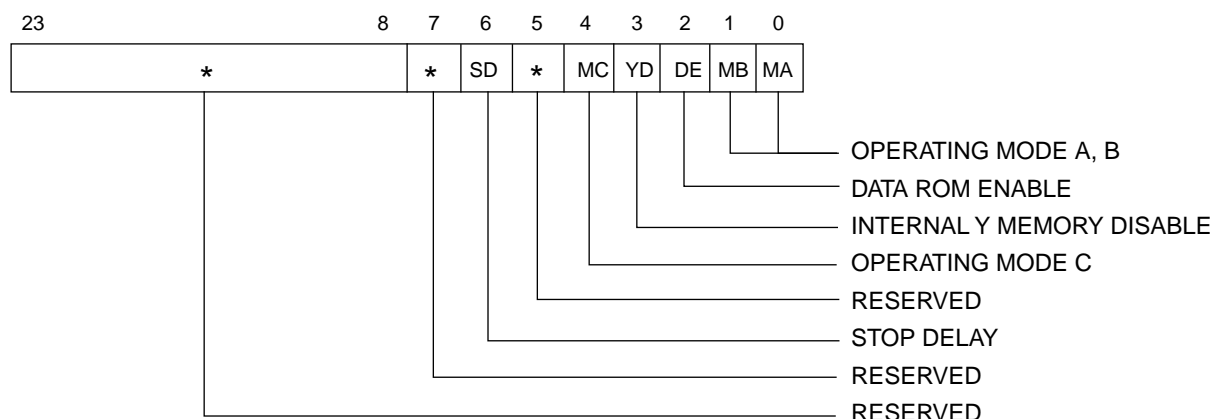 23 8 7 6 5 4 3 2 1 0
* * SD * MC YD DE MB MA
OPERATING MODE A, B
DATA ROM ENABLE
INTERNAL Y MEMORY DISABLE
OPERATING MODE C
RESERVED
STOP DELAY
RESERVED
RESERVED